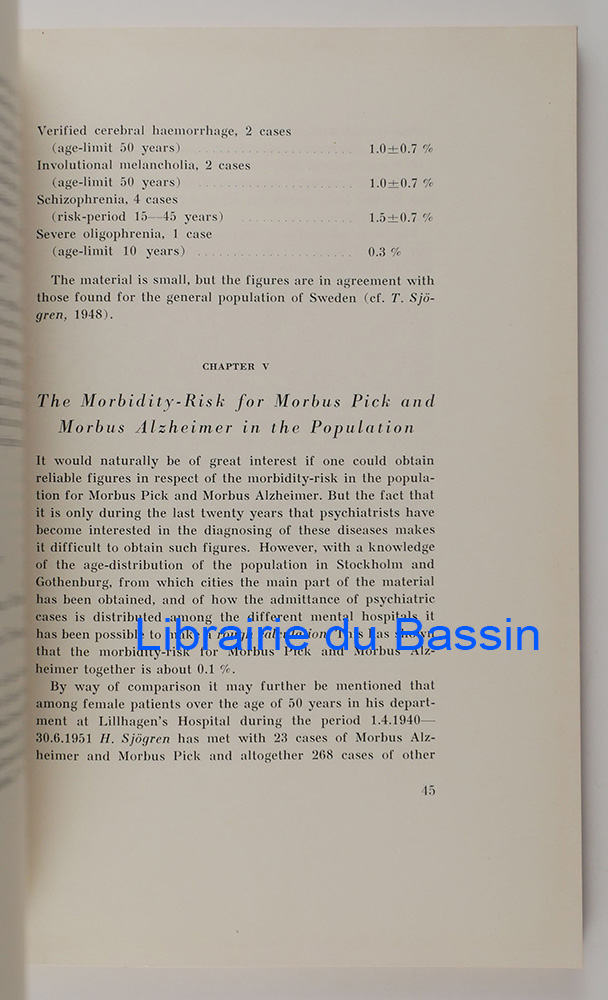 Verified cerebral haemorrhage, 2 cases
(age-limit 50 years) . . . . . . . . . . . . . . . . . . . . 1.0±0.7 %
Involutional melancholia, 2 cases
(age-limit 50 years) . . . . . . . . . . . . . . . . . . . . 1.0±0.7 %
Schizophrenia, 4 cases
(risk-period 15—45 years) . . . . . . . . . . . . . . 1.5±0.7 %
Severe oligophrenia, 1 case
(age-limit 10 years) . . . . . . . . . . . . . . . . . . . . 0.3 %
The material is small, but the figures are in agreement with
those found for the general population of Sweden (cf. T. Sjö-
gren, 1948).
CHAPTER V
The Morbidity-Risk for Morbus Pick and
Morbus Alzheimer in the Population
It would naturally be of great interest if one could obtain
reliable figures in respect of the morbidity-risk in the popula-
tion for Morbus Pick and Morbus Alzheimer. But the fact that
it is only during the last twenty years that psychiatrists have
become interested in the diagnosing of these diseases makes
it difficult to obtain such figures. However, with a knowledge
of the age-distribution of the population in Stockholm and
Gothenburg, from which cities the main part of the material
has been obtained, and of how the admittance of psychiatric
cases is distributed among the different mental hospitals it
has been possible to make a rough calculation. This has shown
Librairie du Bassin
that the morbidity-risk for Morbus Pick and Morbus Alz-
heimer together is about 0.1 %.
By way of comparison it may further be mentioned that
among female patients over the age of 50 years in his depart-
ment at Lillhagen's Hospital during the period 1.4.1940—
30.6.1951 H. Sjögren has met with 23 cases of Morbus Alz-
heimer and Morbus Pick and altogether 268 cases of other
45